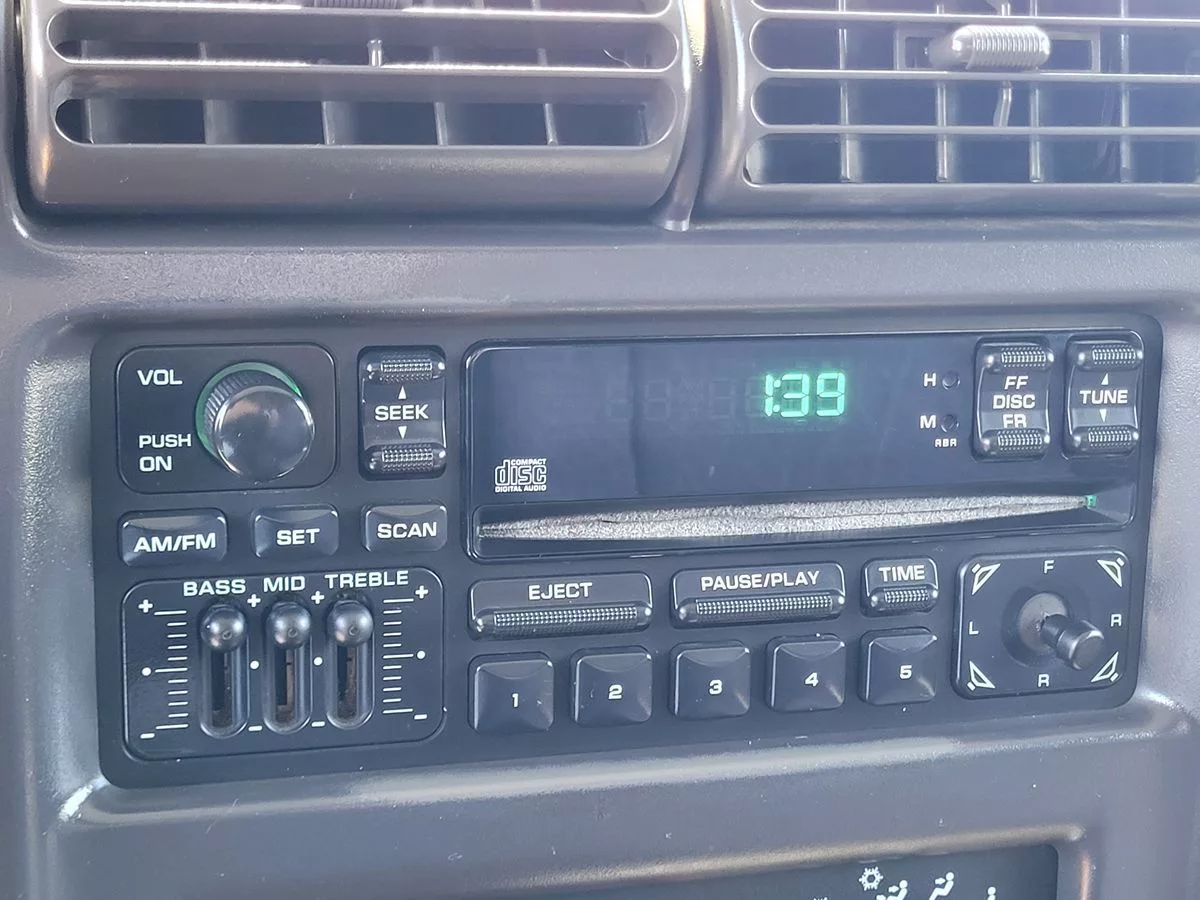 VOL
PUSH
ON
SEEK
1:39
H
M
RBR
FF
DISC
FR
TUNE
COMPACT
disc
DIGITAL AUDIO
AM/FM
SET
SCAN
BASS MID TREBLE
+ + + +
- - - -
EJECT
PAUSE/PLAY
TIME
1
2
3
4
5
F
L
R
R